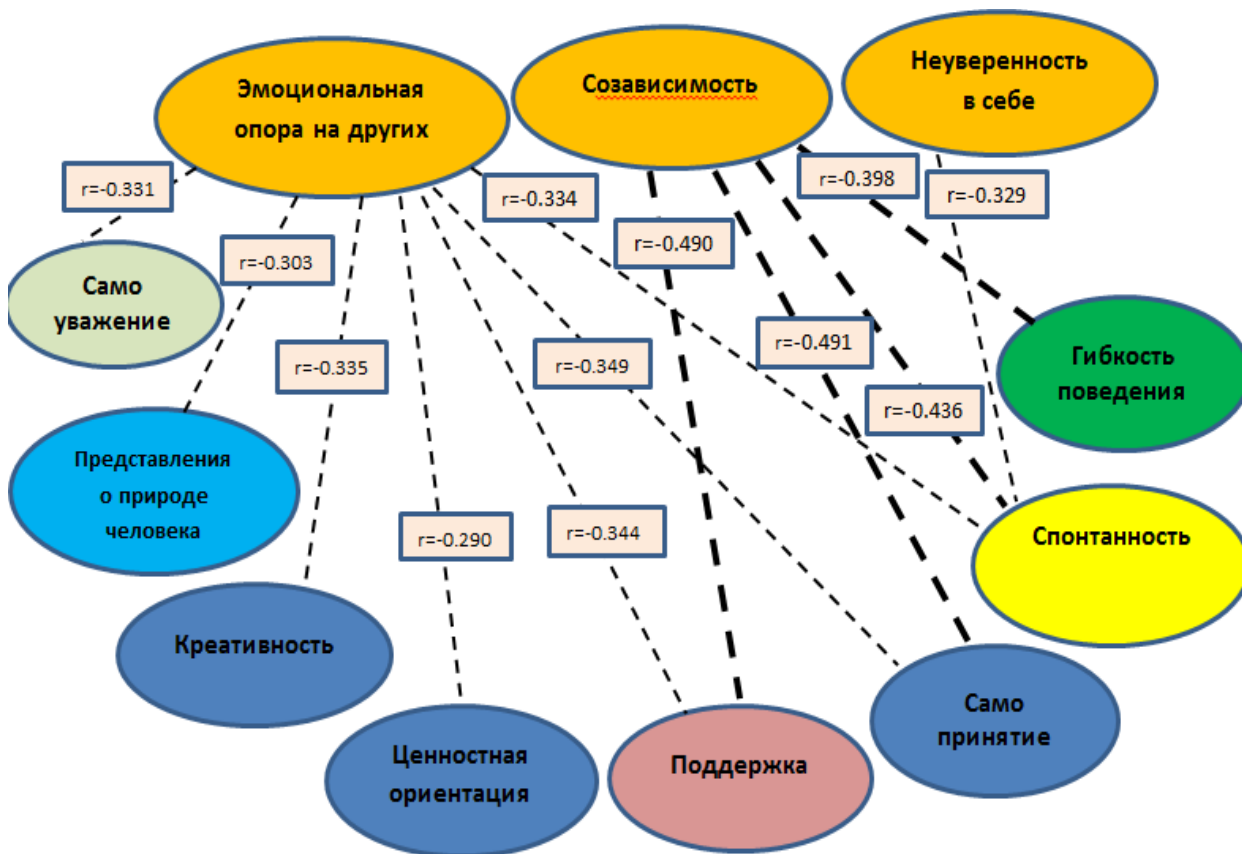 Эмоциональная
опора на других
Созависимость
Неуверенность
в себе
r=-0.331
r=-0.334
r=-0.398
r=-0.329
r=-0.490
r=-0.303
Само
уважение
r=-0.335
r=-0.349
r=-0.491
r=-0.436
Гибкость
поведения
Представления
о природе
человека
r=-0.290
r=-0.344
Спонтанность
Креативность
Ценностная
ориентация
Поддержка
Само
принятие